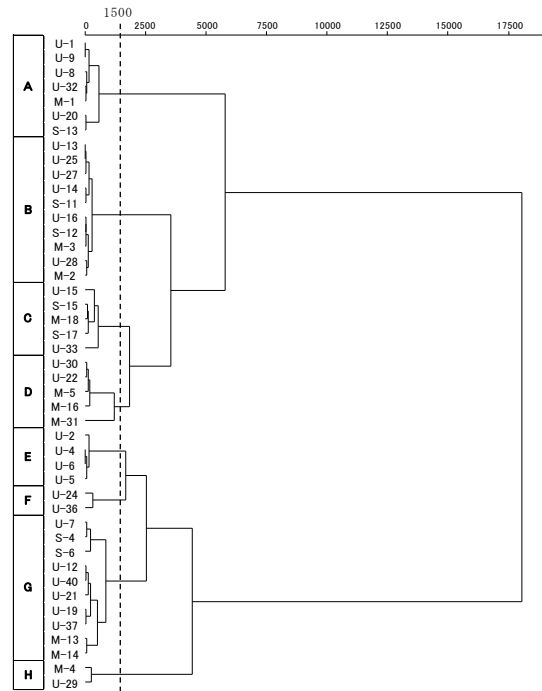 1500
0 2500 5000 7500 10000 12500 15000 17500
A
U-1
U-9
U-8
U-32
M-1
U-20
S-13
B
U-13
U-25
U-27
U-14
S-11
U-16
S-12
M-3
U-28
M-2
C
U-15
S-15
M-18
S-17
U-33
D
U-30
U-22
M-5
M-16
M-31
E
U-2
U-4
U-6
U-5
F
U-24
U-36
G
U-7
S-4
S-6
U-12
U-40
U-21
U-19
U-37
M-13
M-14
H
M-4
U-29